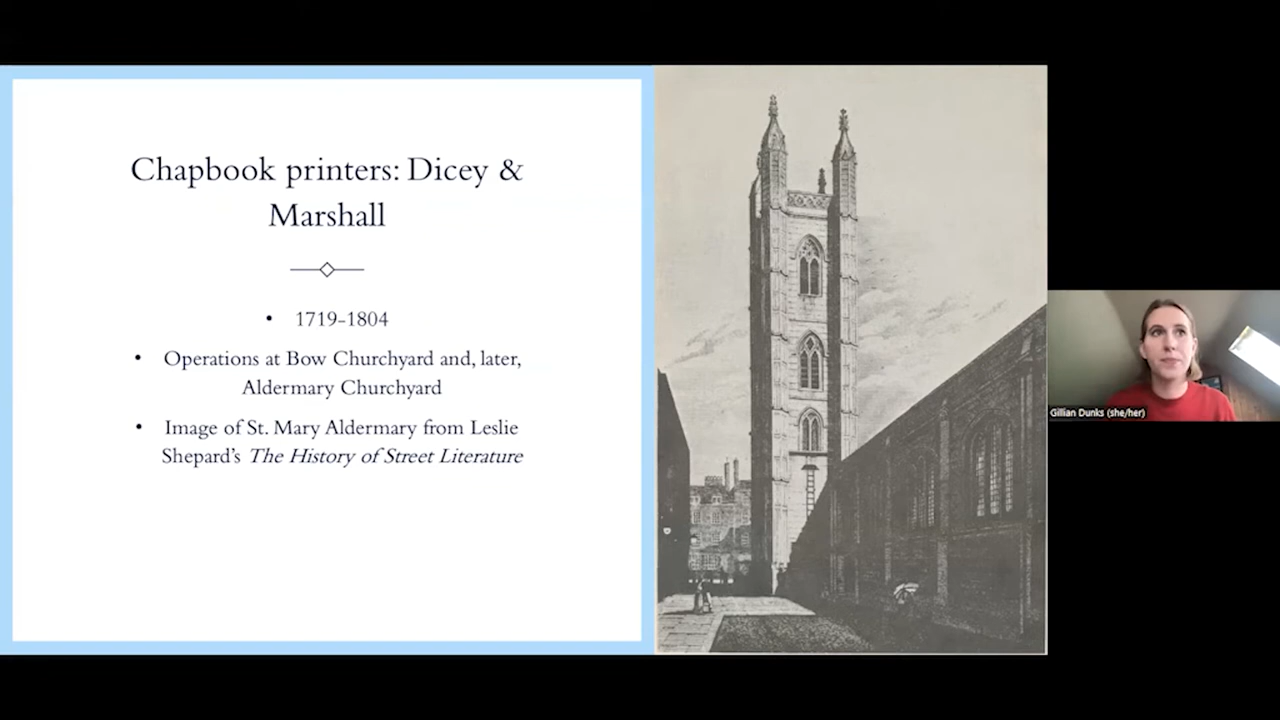 Chapbook printers: Dicey &
Marshall
• 1719-1804
• Operations at Bow Churchyard and, later,
Aldermary Churchyard
• Image of St. Mary Aldermary from Leslie
Shepard's The History of Street Literature
Gillian Dunks (she/her)